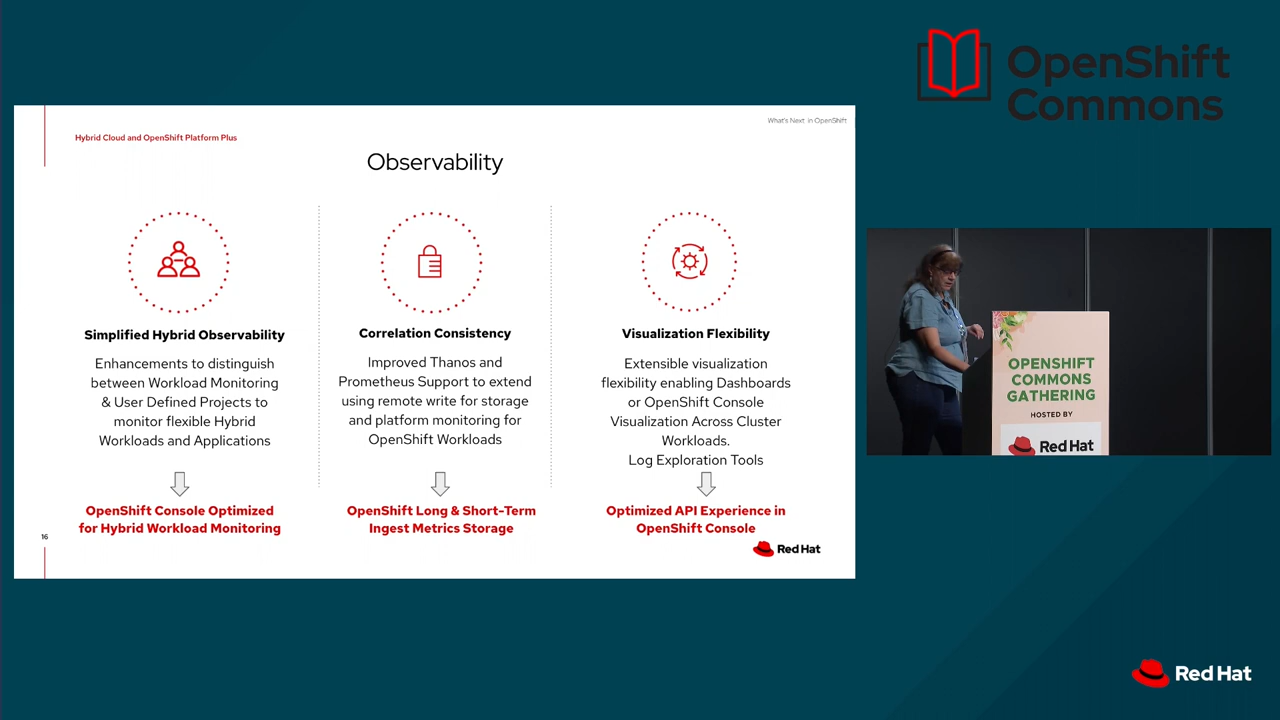 OpenShift
Commons
Hybrid Cloud and OpenShift Platform Plus
What's Next in OpenShift
Observability
Simplified Hybrid Observability
Enhancements to distinguish
between Workload Monitoring
& User Defined Projects to
monitor flexible Hybrid
Workloads and Applications
OpenShift Console Optimized
for Hybrid Workload Monitoring
Correlation Consistency
Improved Thanos and
Prometheus Support to extend
using remote write for storage
and platform monitoring for
OpenShift Workloads
OpenShift Long & Short-Term
Ingest Metrics Storage
Visualization Flexibility
Extensible visualization
flexibility enabling Dashboards
or OpenShift Console
Visualization Across Cluster
Workloads.
Log Exploration Tools
Optimized API Experience in
OpenShift Console
16
Red Hat
OPENSHIFT
COMMONS
GATHERING
HOSTED BY
Red Hat
Red Hat